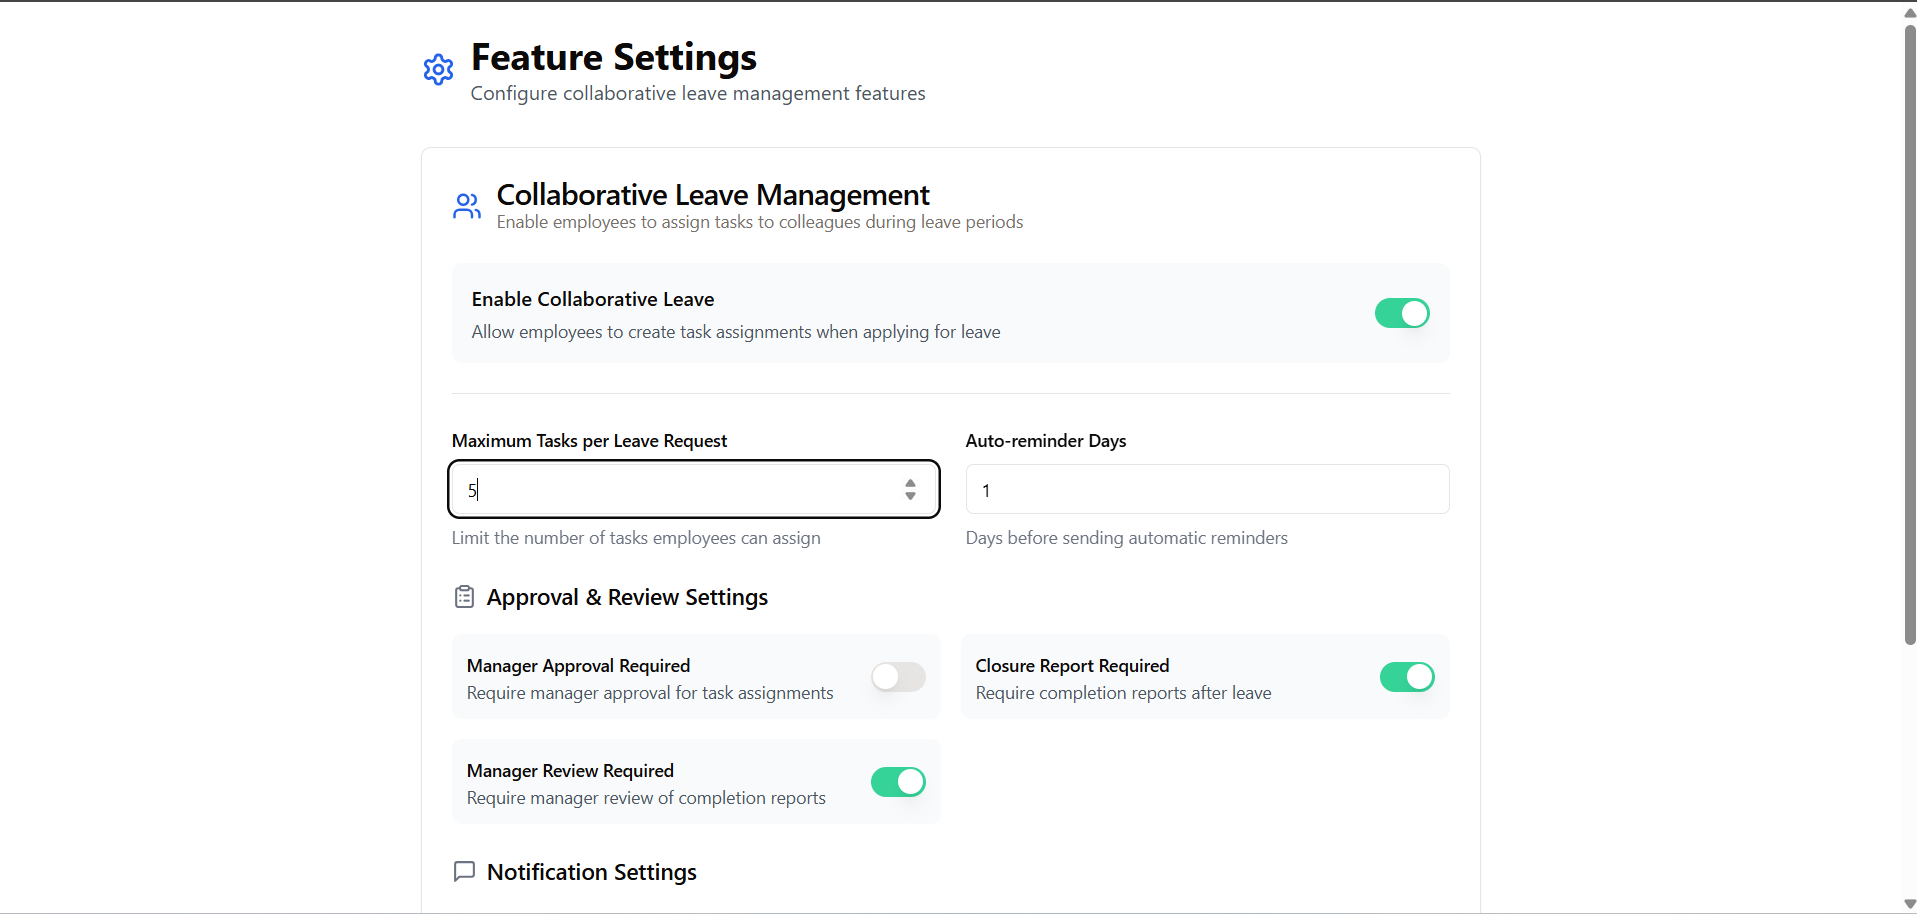 Feature Settings
Configure collaborative leave management features
Collaborative Leave Management
Enable employees to assign tasks to colleagues during leave periods
Enable Collaborative Leave
Allow employees to create task assignments when applying for leave
Maximum Tasks per Leave Request
5
Limit the number of tasks employees can assign
Auto-reminder Days
1
Days before sending automatic reminders
Approval & Review Settings
Manager Approval Required
Require manager approval for task assignments
Closure Report Required
Require completion reports after leave
Manager Review Required
Require manager review of completion reports
Notification Settings